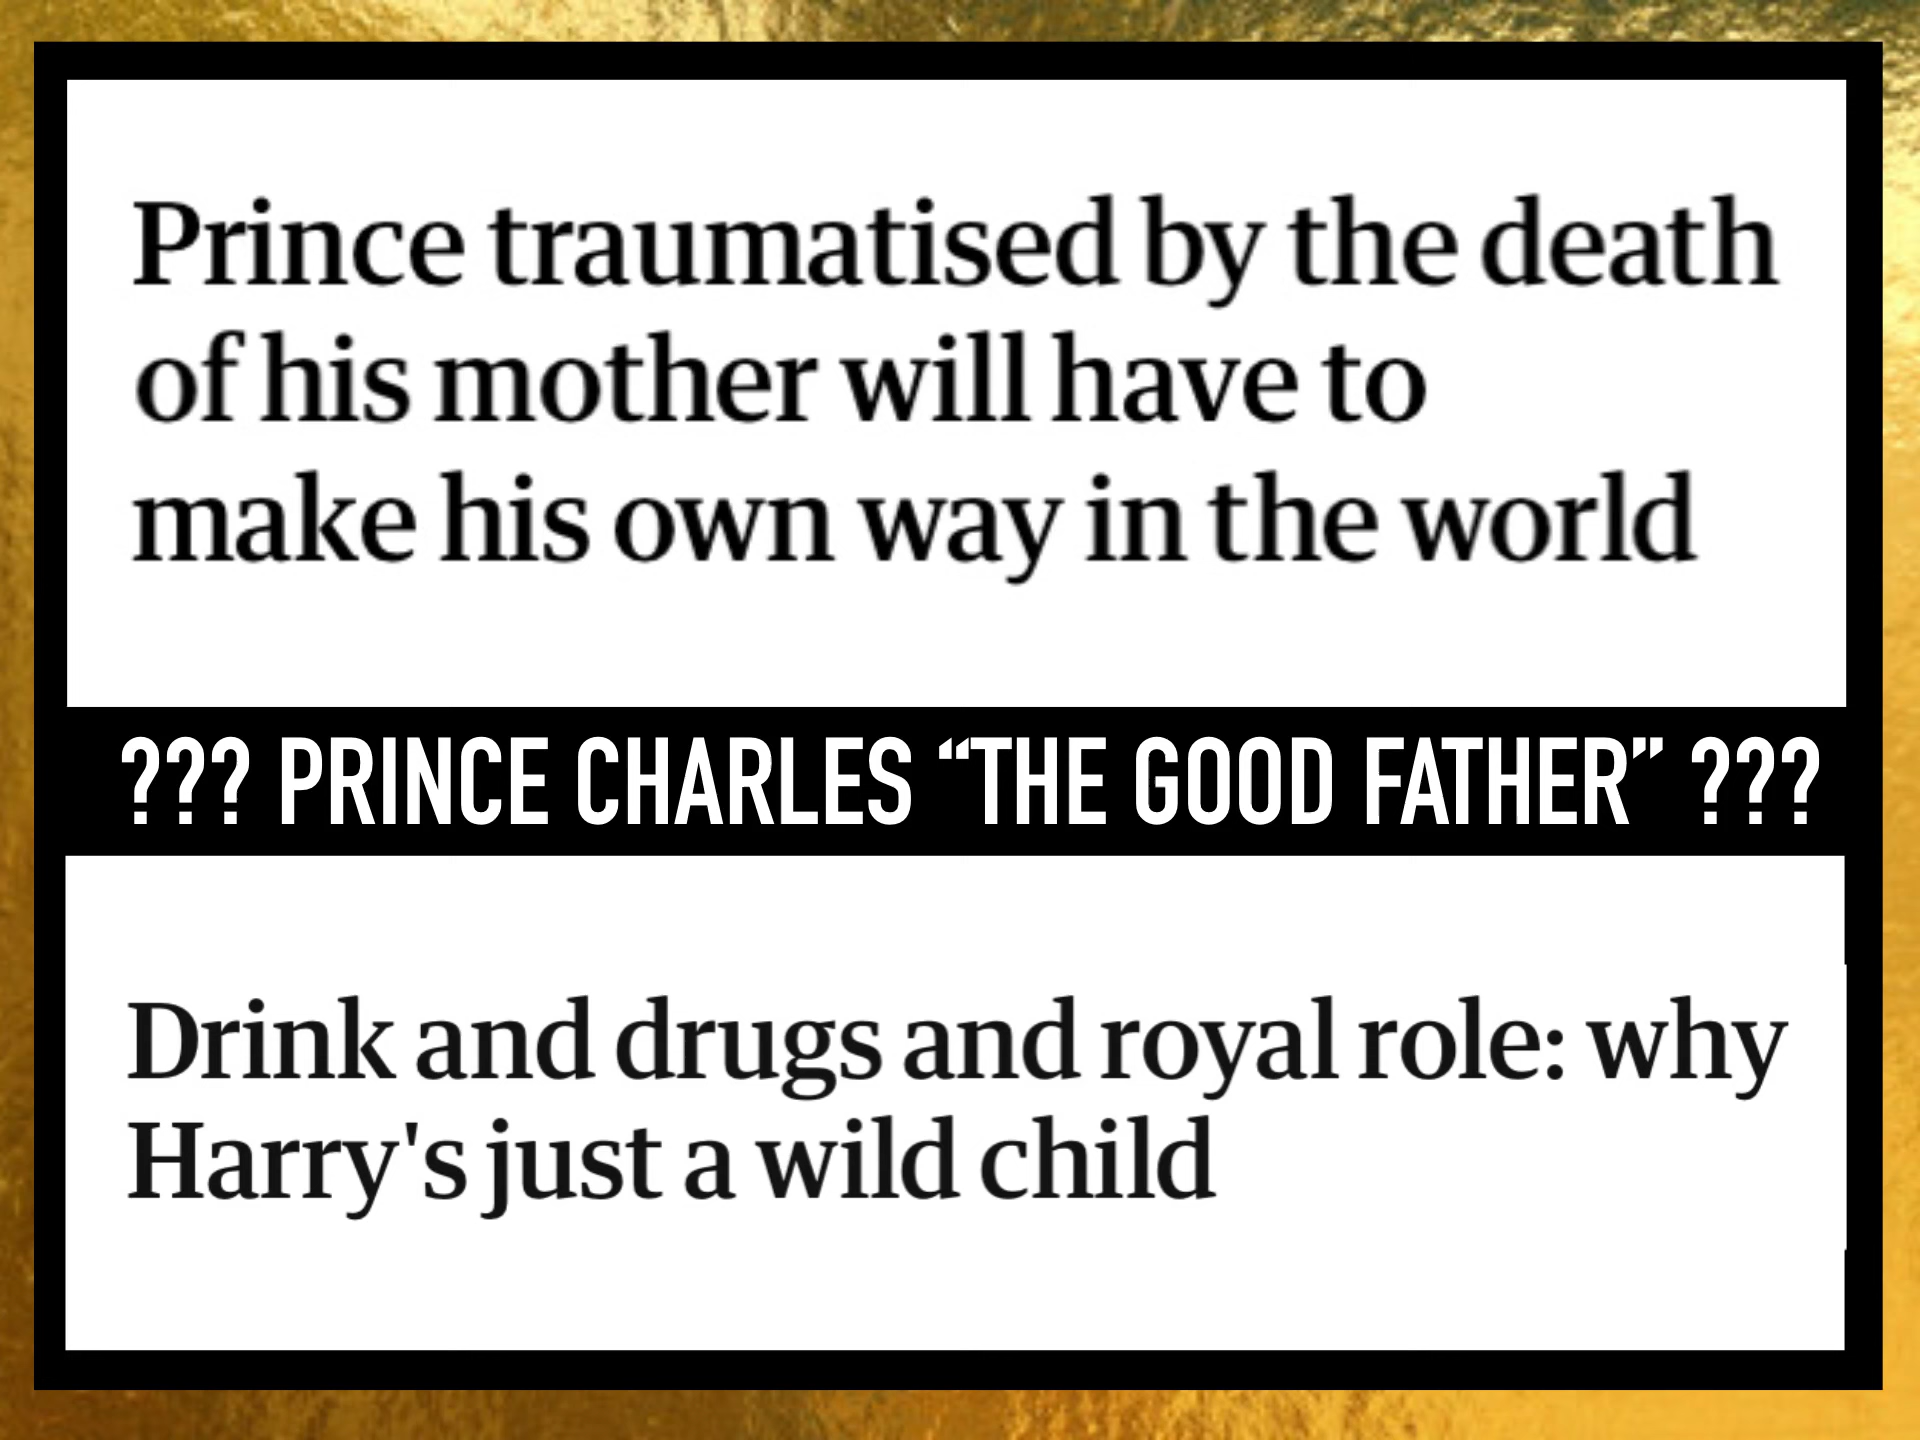 Prince traumatised by the death
of his mother will have to
make his own way in the world
??? PRINCE CHARLES “THE GOOD FATHER” ???
Drink and drugs and royal role: why
Harry's just a wild child